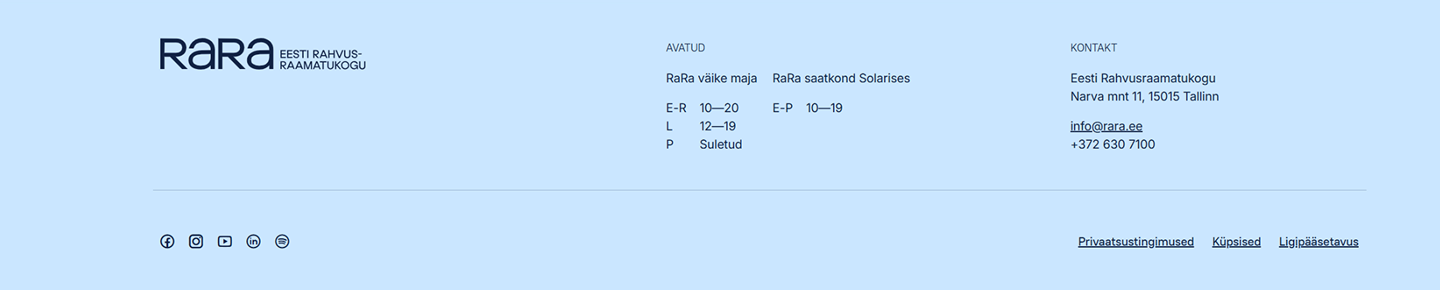 RaRa EESTI RAHVUS-
RAAMATUKOGU
AVATUD
RaRa väike maja
E-R 10—20
L 12—19
P Suletud
RaRa saatkond Solarises
E-P 10—19
KONTAKT
Eesti Rahvusraamatukogu
Narva mnt 11, 15015 Tallinn
info@rara.ee
+372 630 7100
Privaatsustingimused Küpsised Ligipääsetavus